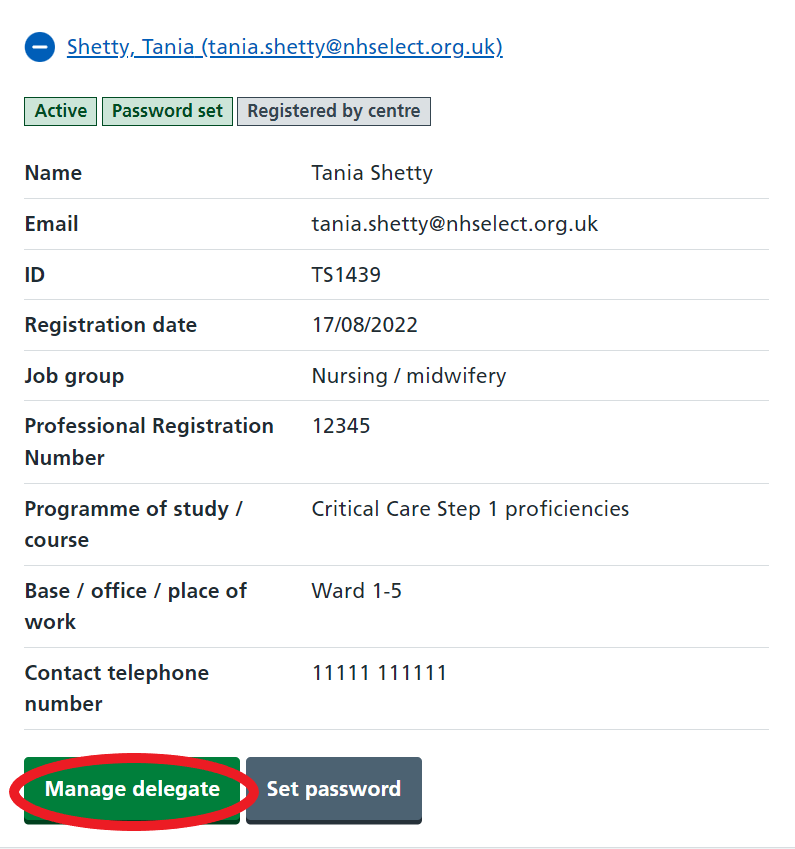 Shetty, Tania (tania.shetty@nhselect.org.uk)
Active Password set Registered by centre
Name Tania Shetty
Email tania.shetty@nhselect.org.uk
ID TS1439
Registration date 17/08/2022
Job group Nursing / midwifery
Professional Registration 12345
Number
Programme of study / Critical Care Step 1 proficiencies
course
Base / office / place of Ward 1-5
work
Contact telephone 11111 111111
number
Manage delegate Set password